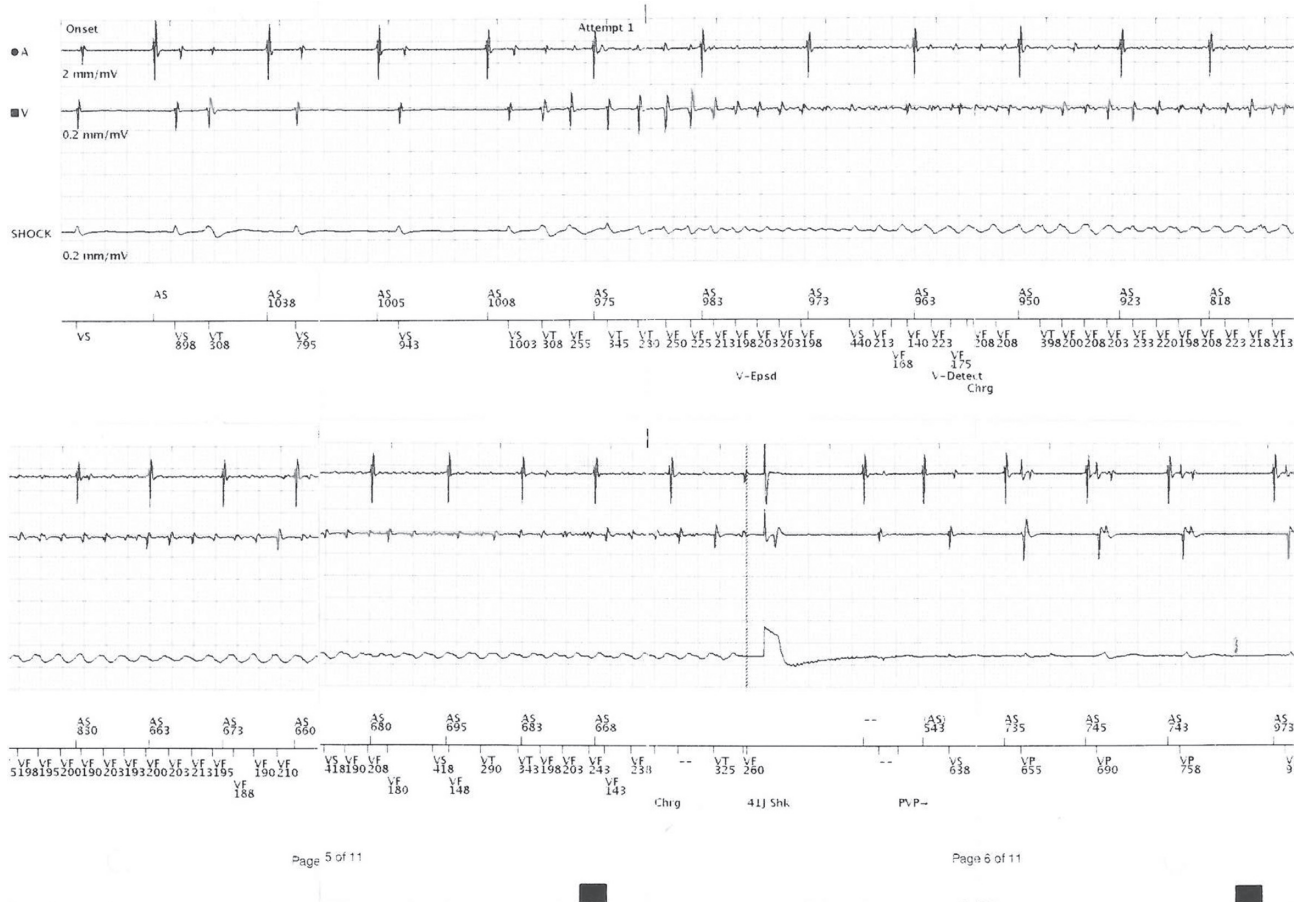 Onset
Attempt 1
A
2 mm/mV
V
0.2 mm/mV
SHOCK
0.2 mm/mV
AS AS AS AS AS AS AS AS AS AS AS
1038 1005 1008 975 983 973 963 950 923 818
VS VS VT VS VS VS VT VF VT VT VF VF VF VF VF VF VF VS VF VF VF VF VF VT VF VF VF VF VF VF VF VF VF VF
898 308 795 943 1003 308 255 345 230 250 225 213 198 203 203 198 440 213 140 223 208 208 398 200 208 203 253 220 198 208 223 218 213
VF VF
168 175
V-Epsd V-Detect
Chrg
AS AS AS AS AS AS AS AS -- (AS) AS AS AS AS
830 663 673 660 680 695 683 668 543 735 745 743 973
VF VF VF VF VF VF VF VF VF VF VF VF VS VF VF VS VT VT VF VF VF VF -- VT VF -- VS VP VP VP V
5 198 195 200 190 203 193 200 203 213 195 190 210 418 190 208 418 290 343 198 203 243 238 325 260 638 655 690 758 9
VF VF VF VF
188 180 148 143
Chrg 41J Shk PVP→
Page 5 of 11 Page 6 of 11